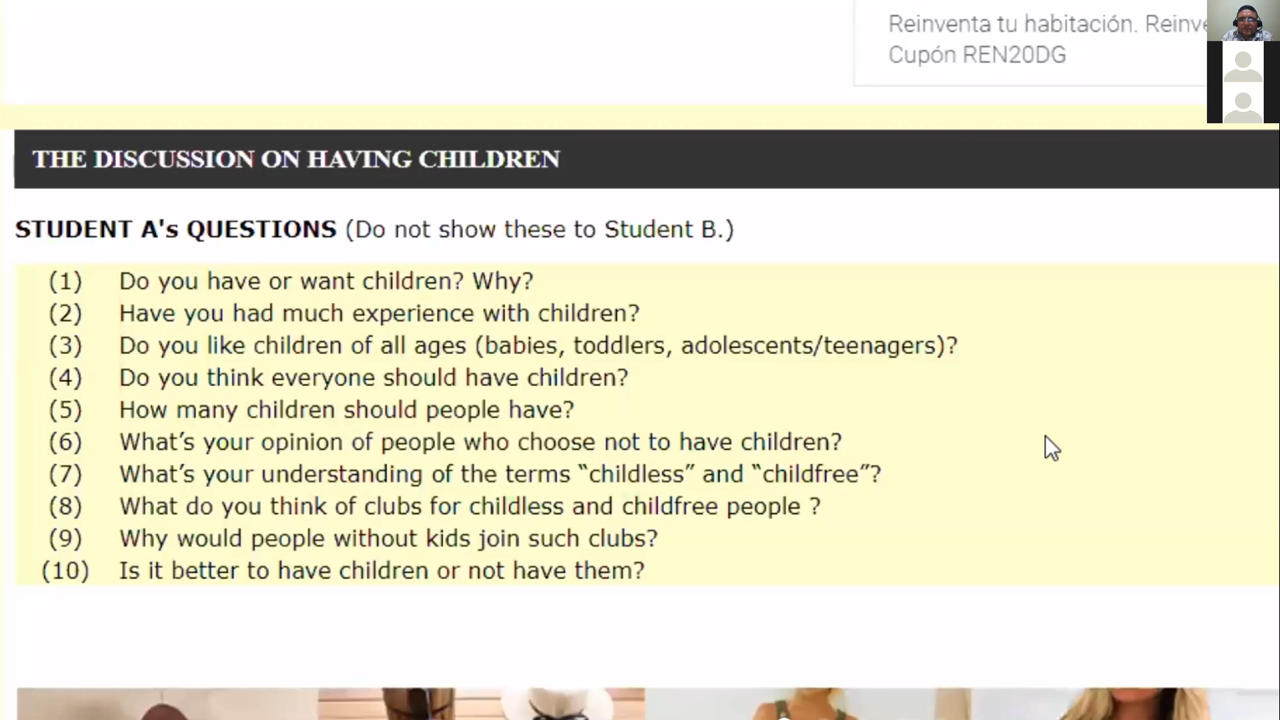 Reinventa tu habitación.
Cupón REN20DG
THE DISCUSSION ON HAVING CHILDREN
STUDENT A's QUESTIONS (Do not show these to Student B.)
(1) Do you have or want children? Why?
(2) Have you had much experience with children?
(3) Do you like children of all ages (babies, toddlers, adolescents/teenagers)?
(4) Do you think everyone should have children?
(5) How many children should people have?
(6) What’s your opinion of people who choose not to have children?
(7) What’s your understanding of the terms “childless” and “childfree”?
(8) What do you think of clubs for childless and childfree people ?
(9) Why would people without kids join such clubs?
(10) Is it better to have children or not have them?